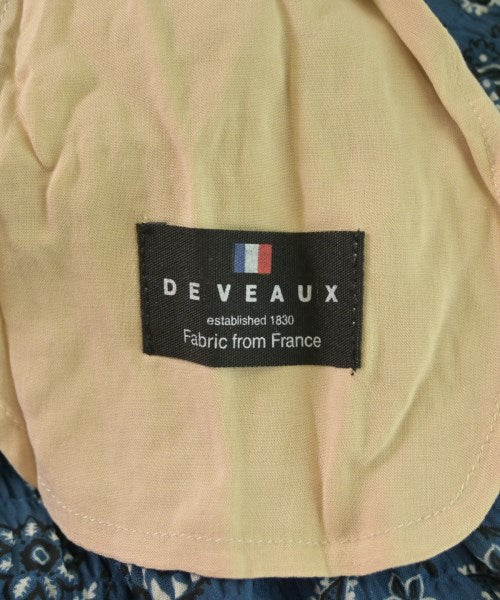 DEVEAUX
established 1830
Fabric from France